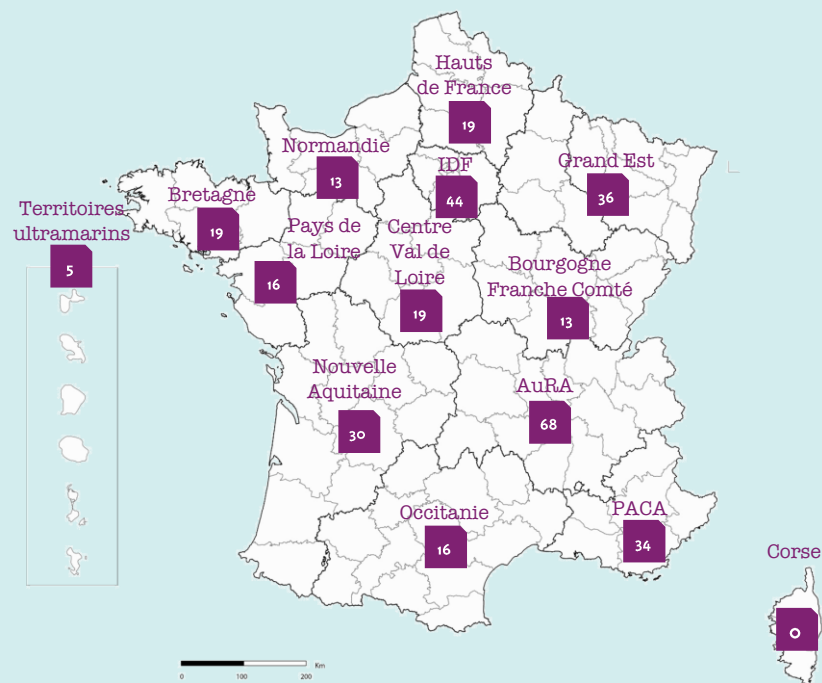 Hauts
de France
19
Normandie
13
IDF
44
Grand Est
36
Bretagne
19
Territoires
ultramarins
5
Pays de
la Loire
16
Centre
Val de
Loire
19
Bourgogne
Franche Comté
13
Nouvelle
Aquitaine
30
AuRA
68
Occitanie
16
PACA
34
Corse
0
Km
0 100 200